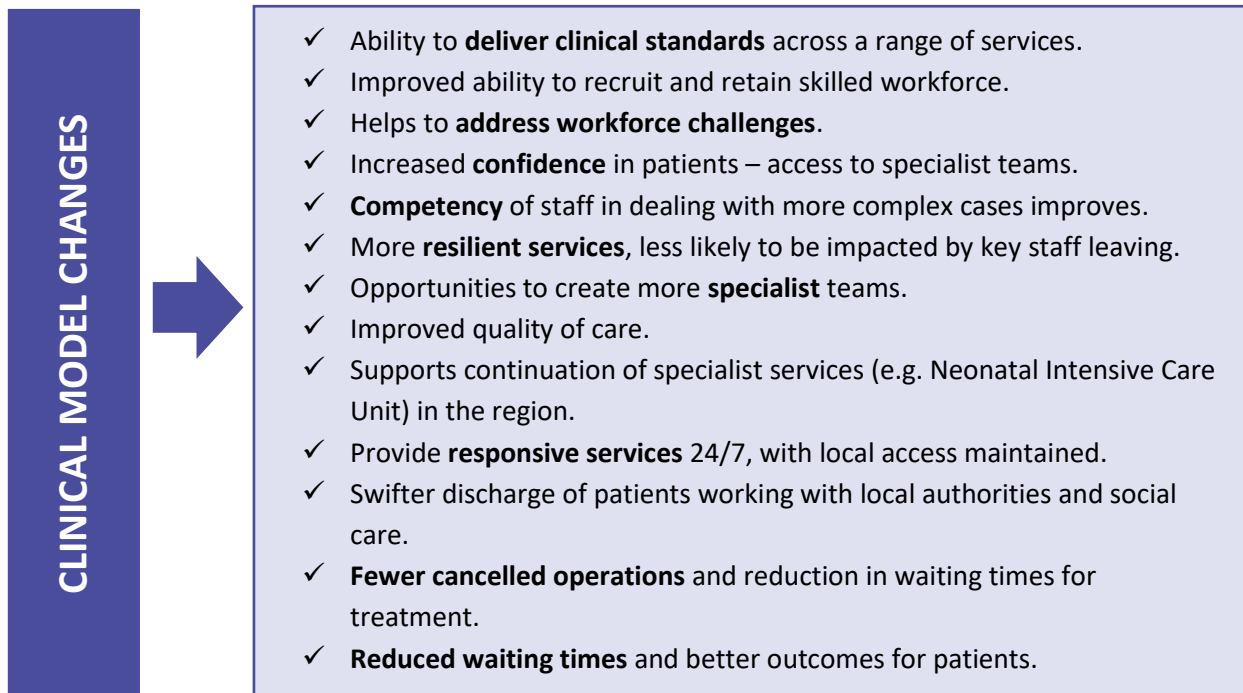 CLINICAL MODEL CHANGES
✓ Ability to deliver clinical standards across a range of services.
✓ Improved ability to recruit and retain skilled workforce.
✓ Helps to address workforce challenges.
✓ Increased confidence in patients – access to specialist teams.
✓ Competency of staff in dealing with more complex cases improves.
✓ More resilient services, less likely to be impacted by key staff leaving.
✓ Opportunities to create more specialist teams.
✓ Improved quality of care.
✓ Supports continuation of specialist services (e.g. Neonatal Intensive Care
Unit) in the region.
✓ Provide responsive services 24/7, with local access maintained.
✓ Swifter discharge of patients working with local authorities and social
care.
✓ Fewer cancelled operations and reduction in waiting times for
treatment.
✓ Reduced waiting times and better outcomes for patients.